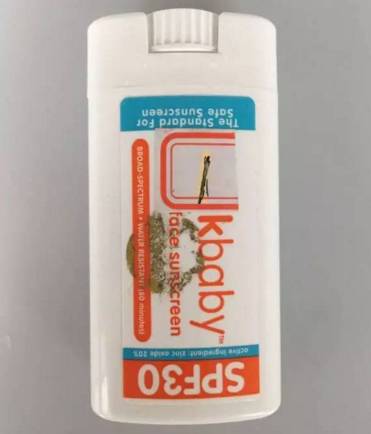 The Standard For
Safe Sunscreen
kbaby™
face sunscreen
BROAD-SPECTRUM • WATER RESISTANT (80 minutes)
active ingredient: zinc oxide 20%
SPF30